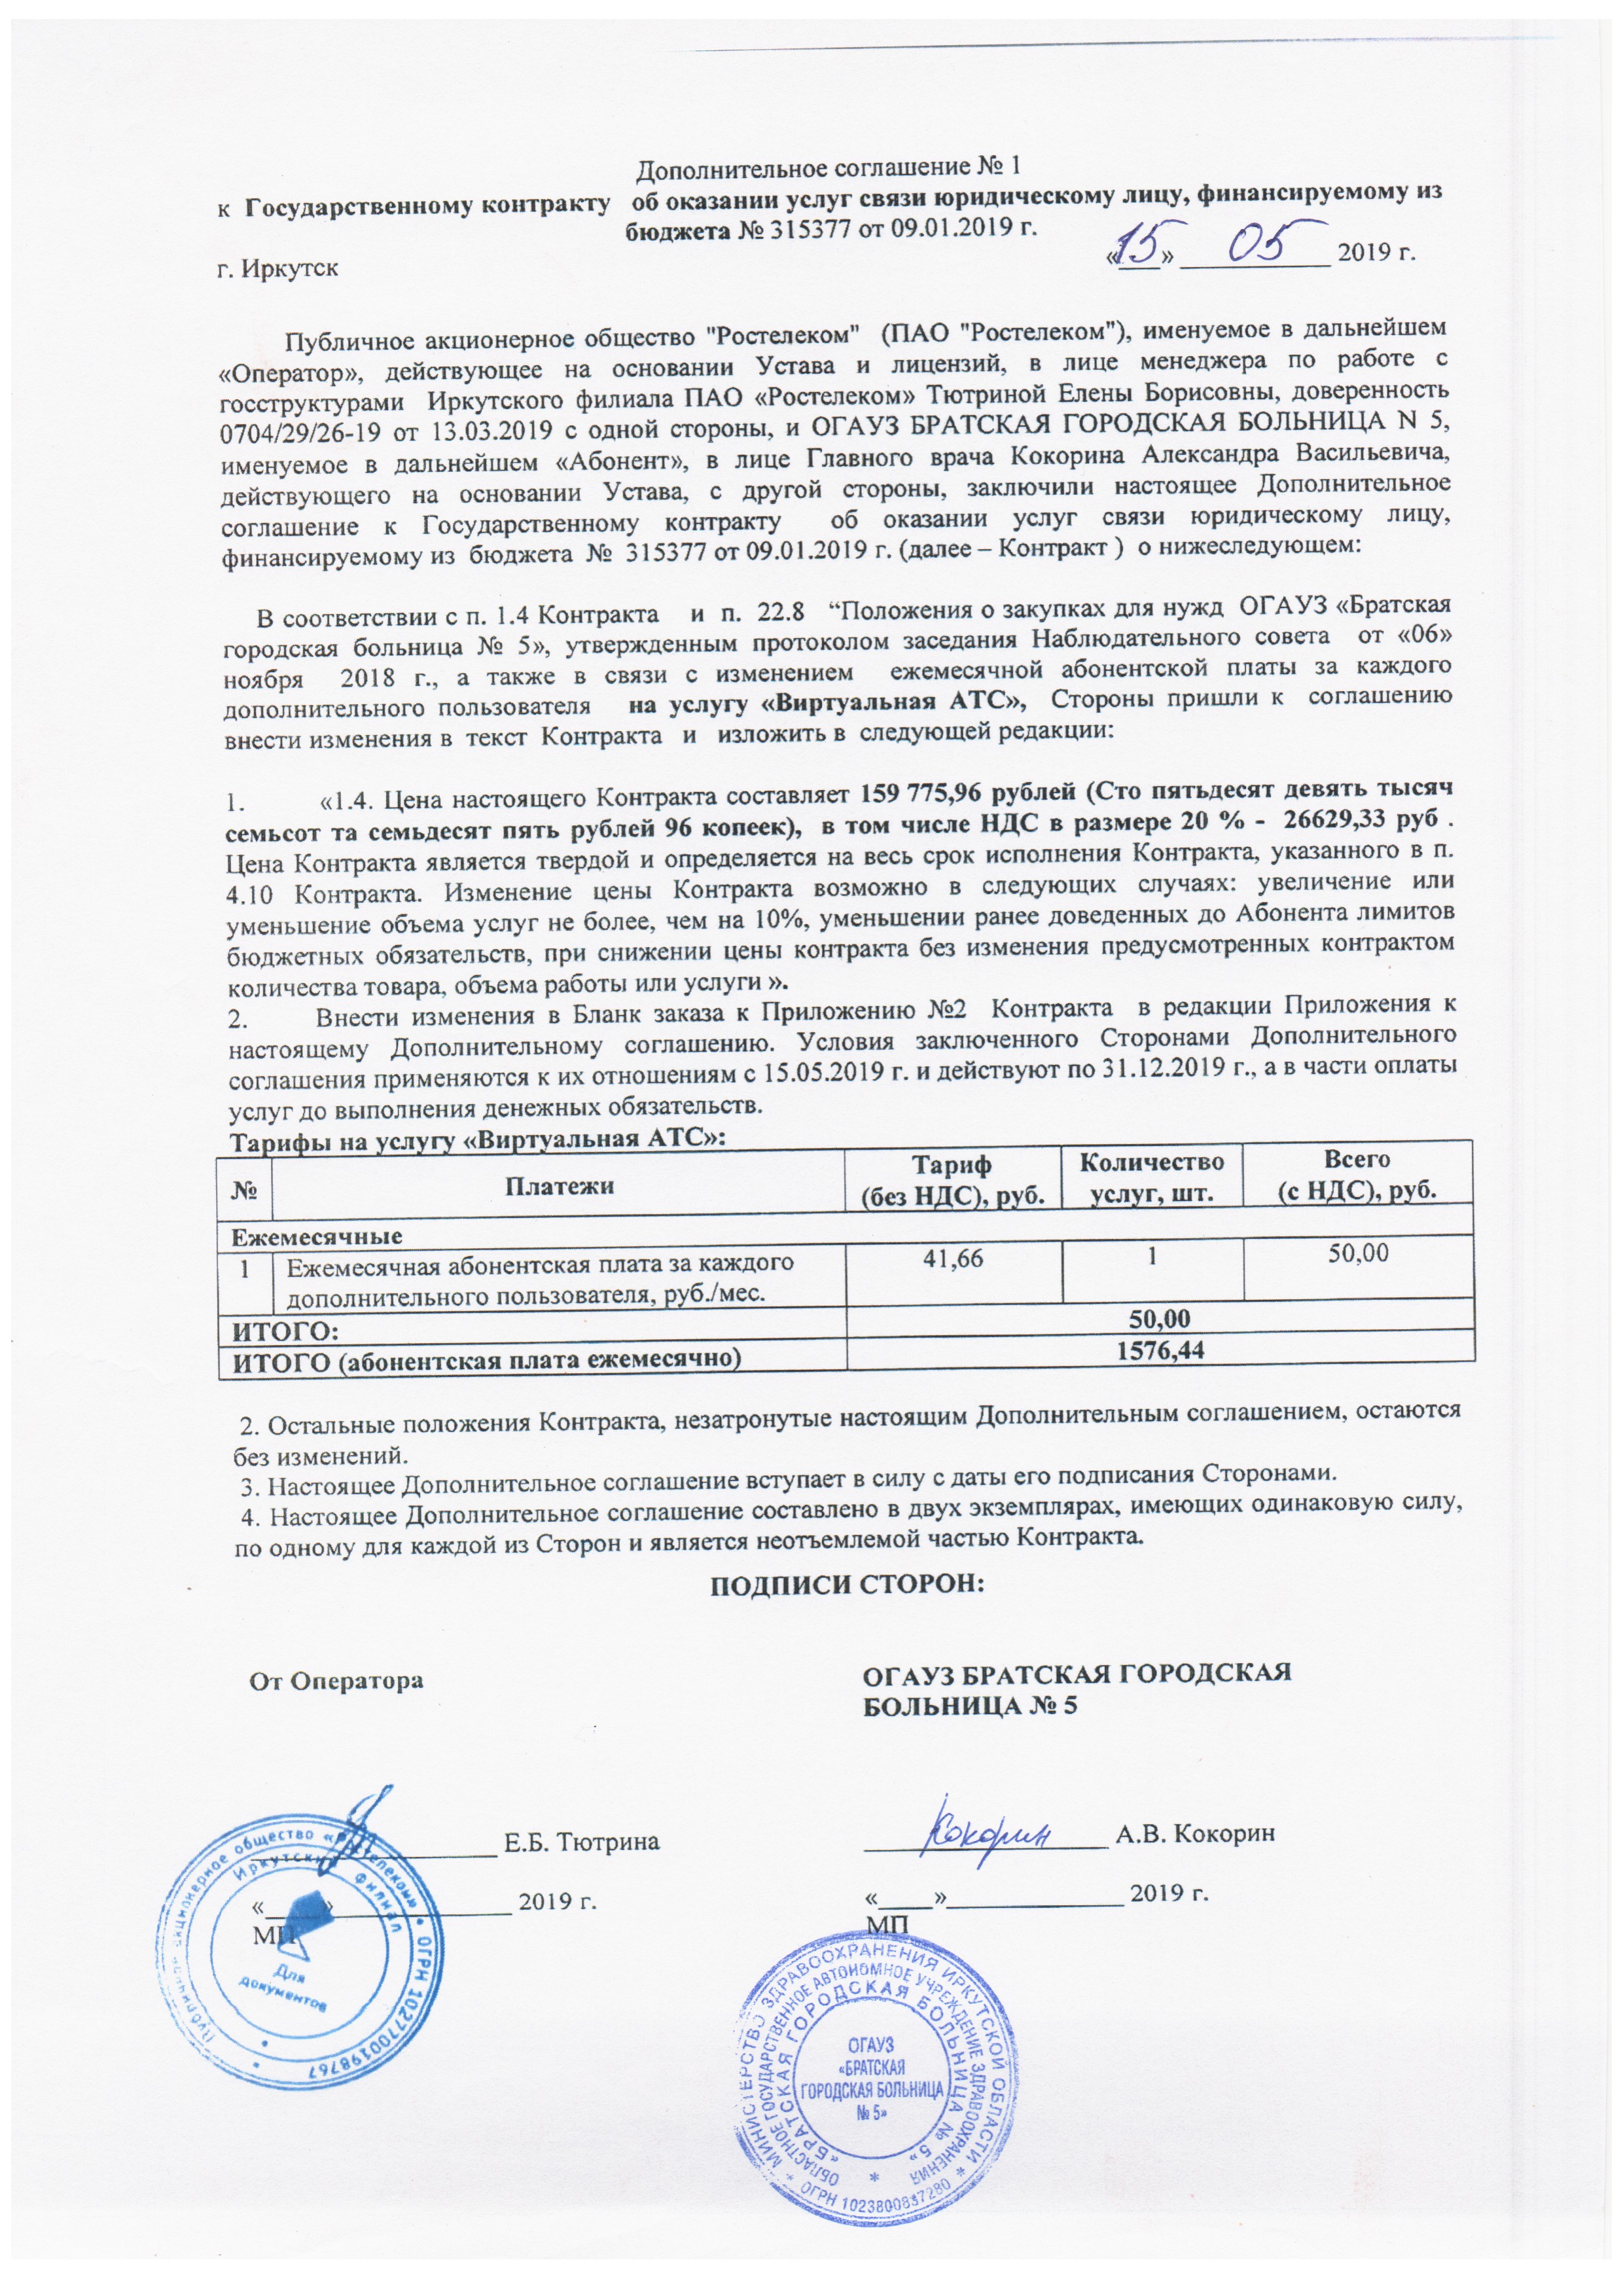 Дополнительное соглашение № 1
к Государственному контракту об оказании услуг связи юридическому лицу, финансируемому из
бюджета № 315377 от 09.01.2019 г.
г. Иркутск «15» 05 2019 г.
Публичное акционерное общество "Ростелеком" (ПАО "Ростелеком"), именуемое в дальнейшем
«Оператор», действующее на основании Устава и лицензий, в лице менеджера по работе с
госструктурами Иркутского филиала ПАО «Ростелеком» Тютриной Елены Борисовны, доверенность
0704/29/26-19 от 13.03.2019 с одной стороны, и ОГАУЗ БРАТСКАЯ ГОРОДСКАЯ БОЛЬНИЦА N 5,
именуемое в дальнейшем «Абонент», в лице Главного врача Кокорина Александра Васильевича,
действующего на основании Устава, с другой стороны, заключили настоящее Дополнительное
соглашение к Государственному контракту об оказании услуг связи юридическому лицу,
финансируемому из бюджета № 315377 от 09.01.2019 г. (далее – Контракт ) о нижеследующем:
В соответствии с п. 1.4 Контракта и п. 22.8 “Положения о закупках для нужд ОГАУЗ «Братская
городская больница № 5», утвержденным протоколом заседания Наблюдательного совета от «06»
ноября 2018 г., а также в связи с изменением ежемесячной абонентской платы за каждого
дополнительного пользователя на услугу «Виртуальная АТС», Стороны пришли к соглашению
внести изменения в текст Контракта и изложить в следующей редакции:
1. «1.4. Цена настоящего Контракта составляет 159 775,96 рублей (Сто пятьдесят девять тысяч
семьсот та семьдесят пять рублей 96 копеек), в том числе НДС в размере 20 % - 26629,33 руб .
Цена Контракта является твердой и определяется на весь срок исполнения Контракта, указанного в п.
4.10 Контракта. Изменение цены Контракта возможно в следующих случаях: увеличение или
уменьшение объема услуг не более, чем на 10%, уменьшении ранее доведенных до Абонента лимитов
бюджетных обязательств, при снижении цены контракта без изменения предусмотренных контрактом
количества товара, объема работы или услуги ».
2. Внести изменения в Бланк заказа к Приложению №2 Контракта в редакции Приложения к
настоящему Дополнительному соглашению. Условия заключенного Сторонами Дополнительного
соглашения применяются к их отношениям с 15.05.2019 г. и действуют по 31.12.2019 г., а в части оплаты
услуг до выполнения денежных обязательств.
Тарифы на услугу «Виртуальная АТС»:
№ Платежи Тариф (без НДС), руб. Количество услуг, шт. Всего (с НДС), руб.
Ежемесячные
1 Ежемесячная абонентская плата за каждого 41,66 1 50,00
дополнительного пользователя, руб./мес.
ИТОГО: 50,00
ИТОГО (абонентская плата ежемесячно) 1576,44
2. Остальные положения Контракта, незатронутые настоящим Дополнительным соглашением, остаются
без изменений.
3. Настоящее Дополнительное соглашение вступает в силу с даты его подписания Сторонами.
4. Настоящее Дополнительное соглашение составлено в двух экземплярах, имеющих одинаковую силу,
по одному для каждой из Сторон и является неотъемлемой частью Контракта.
ПОДПИСИ СТОРОН:
От Оператора
ОГАУЗ БРАТСКАЯ ГОРОДСКАЯ
БОЛЬНИЦА № 5
Е.Б. Тютрина
Кокорин А.В. Кокорин
«____»____________ 2019 г.
МП
«____»____________ 2019 г.
МП
Публичное акционерное общество «Ростелеком» • ОГРН 1027700198767
Иркутский филиал
Для
документов
МИНИСТЕРСТВО ЗДРАВООХРАНЕНИЯ ИРКУТСКОЙ ОБЛАСТИ * ОГРН 1023800837280 *
ОБЛАСТНОЕ ГОСУДАРСТВЕННОЕ АВТОНОМНОЕ УЧРЕЖДЕНИЕ ЗДРАВООХРАНЕНИЯ
«БРАТСКАЯ ГОРОДСКАЯ БОЛЬНИЦА № 5» *
ОГАУЗ
«БРАТСКАЯ
ГОРОДСКАЯ БОЛЬНИЦА
№ 5»